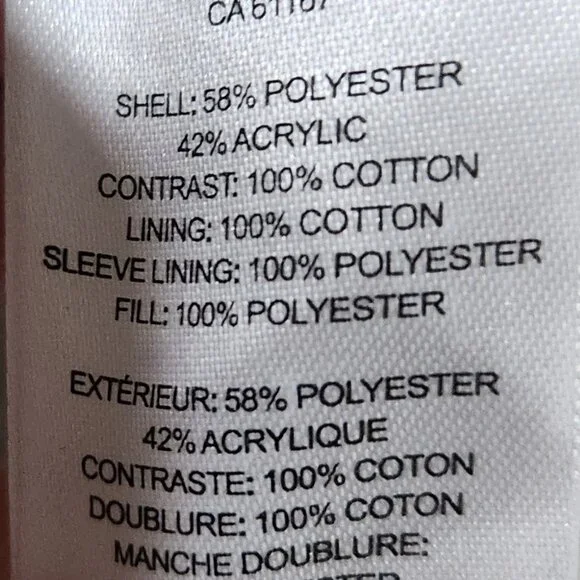 SHELL: 58% POLYESTER
42% ACRYLIC
CONTRAST: 100% COTTON
LINING: 100% COTTON
SLEEVE LINING: 100% POLYESTER
FILL: 100% POLYESTER
EXTÉRIEUR: 58% POLYESTER
42% ACRYLIQUE
CONTRASTE: 100% COTON
DOUBLURE: 100% COTON
MANCHE DOUBLURE: